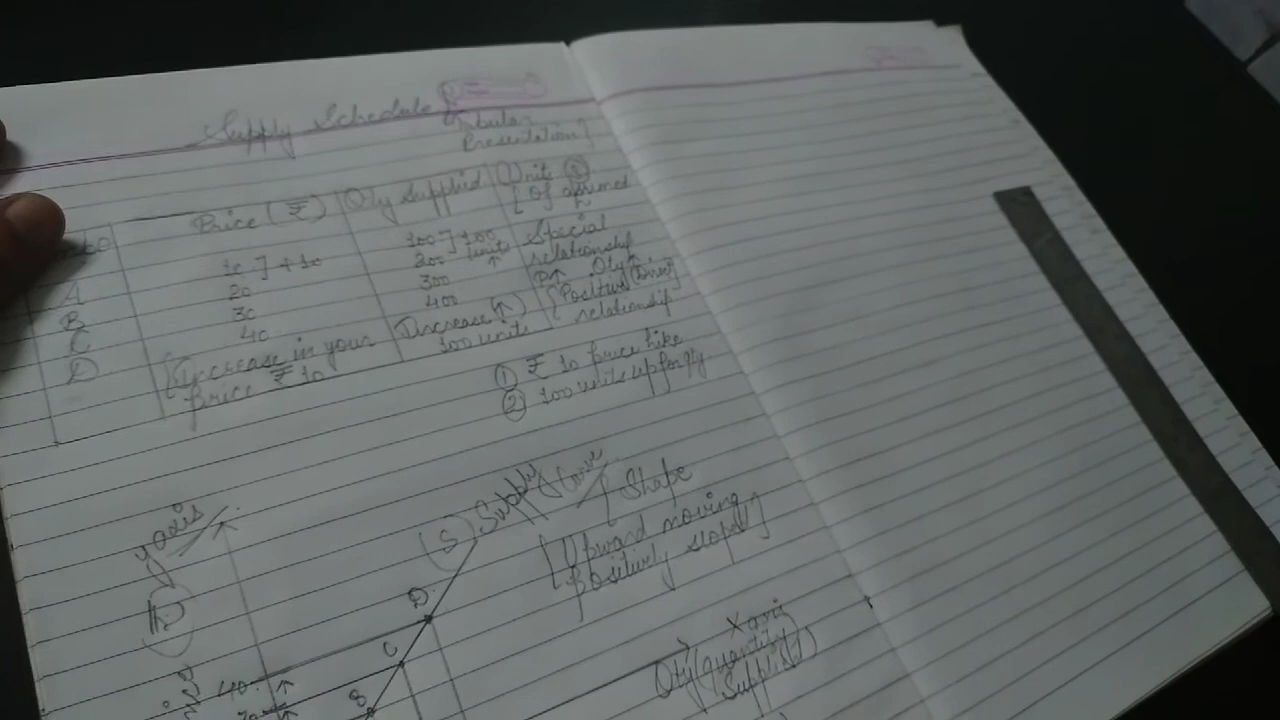 Supply Schedule
Presentation]
Price (₹) Qty Supplied Unit
[Of assumed
A 10 ] + 10 100 ] 100 units ↑ Special
B 20 200 relationship
C 30 300 P↑ Qty↑
D 40 400 [Positive (Direct)
relationship
[Increase in your price ₹ 10 [Increase (↑) 100 units
① ₹ 10 price hike
② 100 units up for qty
y axis
(S) Supply Curve
Shape
[Upward moving
positively sloped]
D
C
B
40
X axis
Qty (quantity
Supplied)